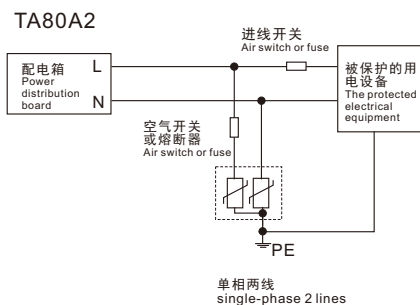 TA80A2
进线开关
Air switch or fuse
配电箱
Power
distribution
board
L
N
被保护的用
电设备
The protected
electrical
equipment
空气开关
或熔断器
Air switch or fuse
PE
单相两线
single-phase 2 lines